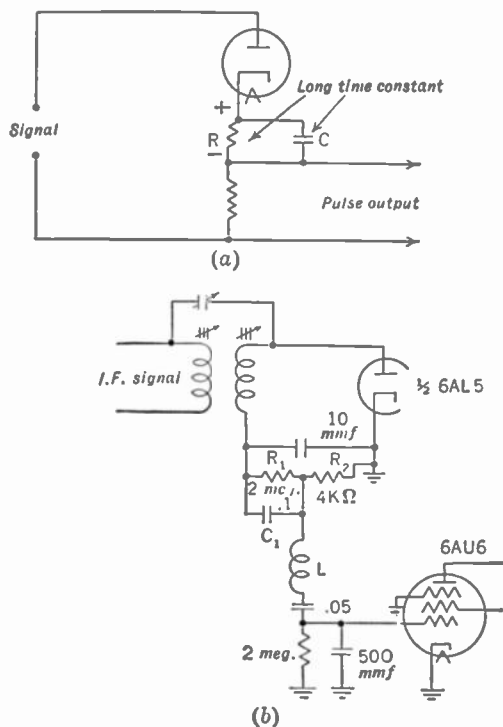 Signal
+
Long time constant
R
C
−
Pulse output
(a)
I.F. signal
½ 6AL5
10
mmf
R₁
R₂
2
4KΩ
.1
C₁
L
6AU6
.05
2 meg.
500
mmf
(b)